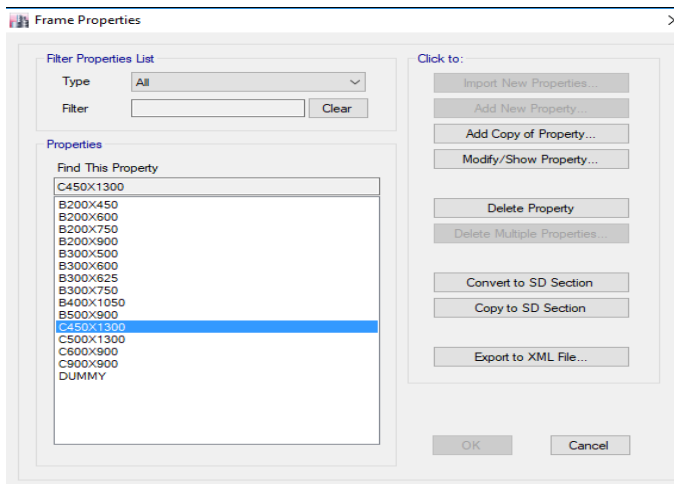 Frame Properties
Filter Properties List
Type
All
Filter
Clear
Properties
Find This Property
C450X1300
B200X450
B200X600
B200X750
B200X900
B300X500
B300X600
B300X625
B300X750
B400X1050
B500X900
C450X1300
C500X1300
C600X900
C900X900
DUMMY
Click to:
Import New Properties...
Add New Property...
Add Copy of Property...
Modify/Show Property...
Delete Property
Delete Multiple Properties...
Convert to SD Section
Copy to SD Section
Export to XML File...
OK
Cancel